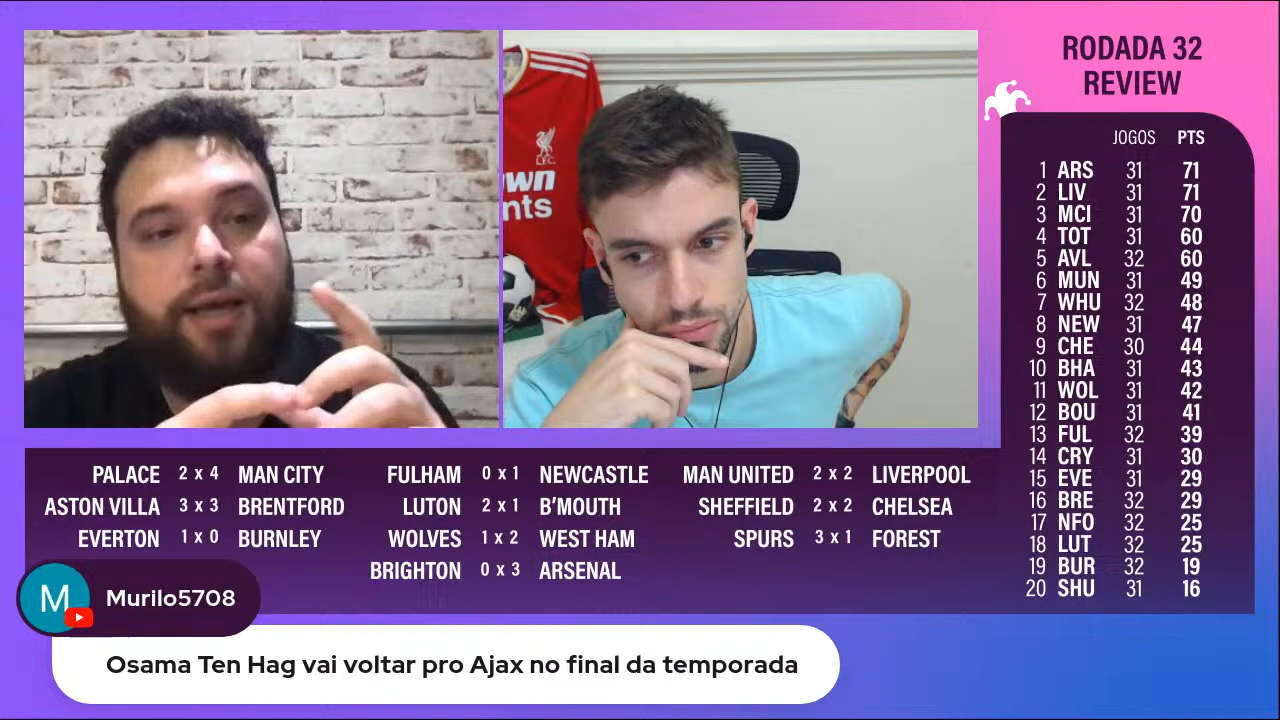 RODADA 32
REVIEW
JOGOS PTS
1 ARS 31 71
2 LIV 31 71
3 MCI 31 70
4 TOT 31 60
5 AVL 32 60
6 MUN 31 49
7 WHU 32 48
8 NEW 31 47
9 CHE 30 44
10 BHA 31 43
11 WOL 31 42
12 BOU 31 41
13 FUL 32 39
14 CRY 31 30
15 EVE 31 29
16 BRE 32 29
17 NFO 32 25
18 LUT 32 25
19 BUR 32 19
20 SHU 31 16
L.F.C.
wn
nts
PALACE 2 x 4 MAN CITY
ASTON VILLA 3 x 3 BRENTFORD
EVERTON 1 x 0 BURNLEY
FULHAM 0 x 1 NEWCASTLE
LUTON 2 x 1 B'MOUTH
WOLVES 1 x 2 WEST HAM
BRIGHTON 0 x 3 ARSENAL
MAN UNITED 2 x 2 LIVERPOOL
SHEFFIELD 2 x 2 CHELSEA
SPURS 3 x 1 FOREST
M
Murilo5708
Osama Ten Hag vai voltar pro Ajax no final da temporada